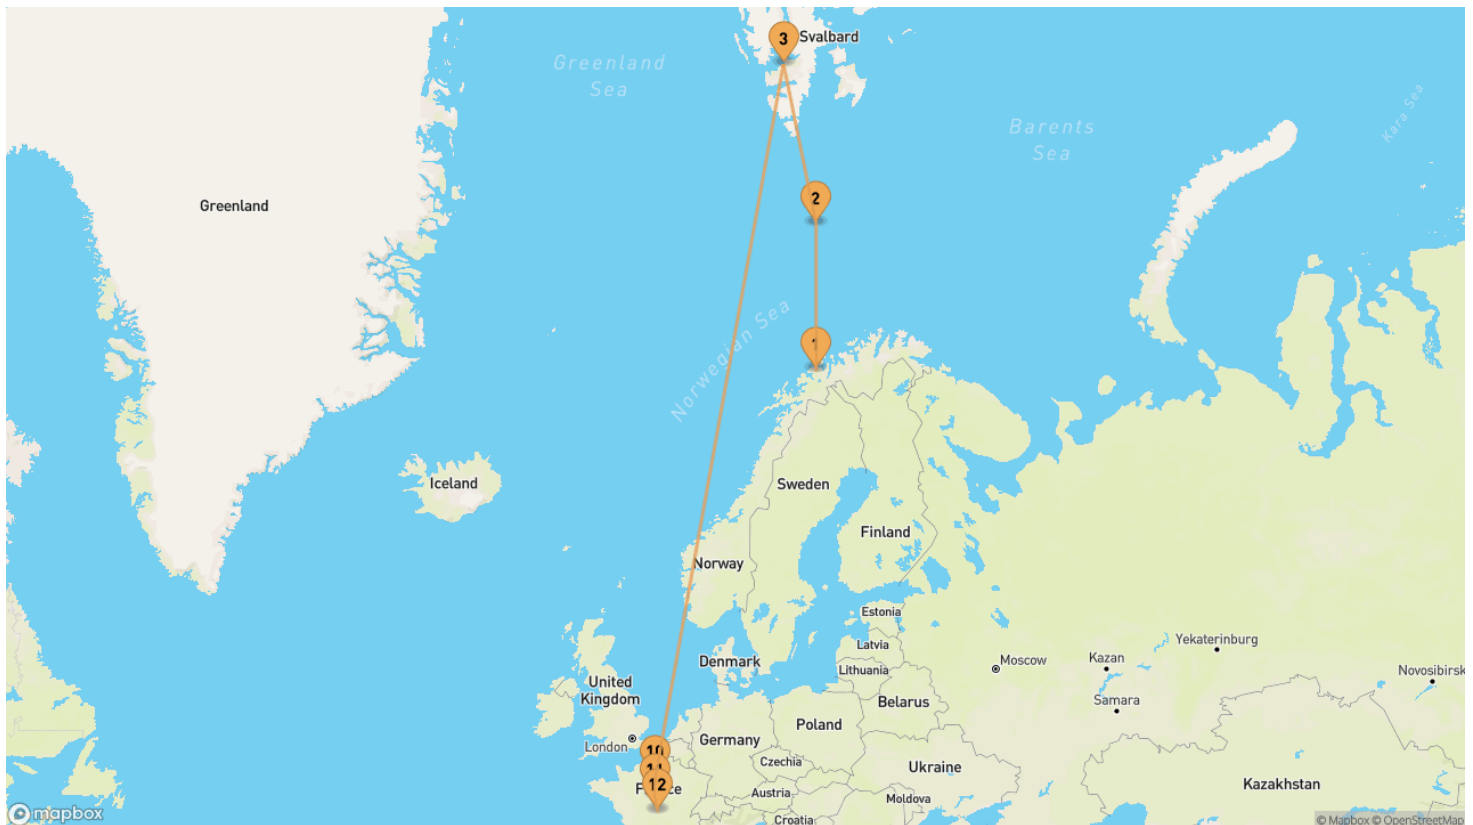 3
Svalbard
Greenland
Sea
Barents
Sea
Kara Sea
2
Greenland
1
Norwegian Sea
Iceland
Sweden
Finland
Norway
Estonia
Yekaterinburg
Latvia
Moscow
Kazan
Denmark
Lithuania
Novosibirsk
United
Kingdom
Belarus
Samara
Poland
London
Germany
10
Czechia
Ukraine
11
12
Kazakhstan
Austria
Moldova
Croatia
mapbox
© Mapbox © OpenStreetMap